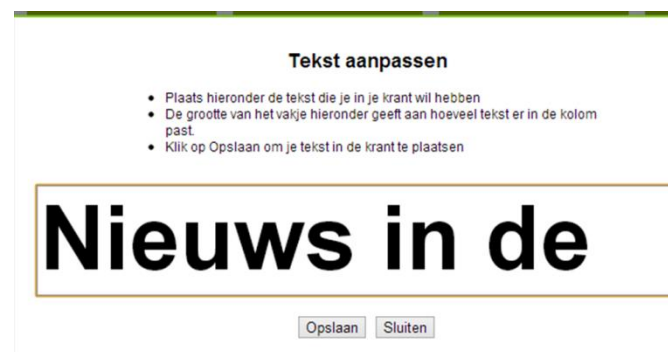 Tekst aanpassen
• Plaats hieronder de tekst die je in je krant wil hebben
• De grootte van het vakje hieronder geeft aan hoeveel tekst er in de kolom
past.
• Klik op Opslaan om je tekst in de krant te plaatsen
Nieuws in de
Opslaan Sluiten